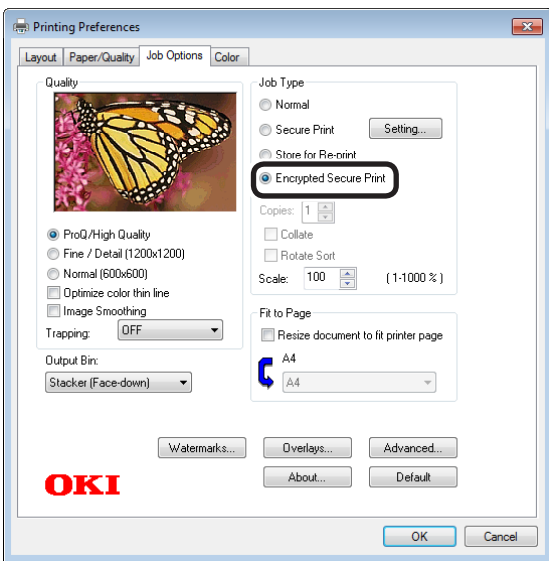 Printing Preferences
Layout Paper/Quality Job Options Color
Quality
ProQ/High Quality
Fine / Detail (1200x1200)
Normal (600x600)
Optimize color thin line
Image Smoothing
Trapping: OFF
Output Bin:
Stacker (Face-down)
Job Type
Normal
Secure Print Setting...
Store for Re-print
Encrypted Secure Print
Copies: 1
Collate
Rotate Sort
Scale: 100 (1-1000 %)
Fit to Page
Resize document to fit printer page
A4
A4
Watermarks... Overlays... Advanced...
About... Default
OKI
OK Cancel